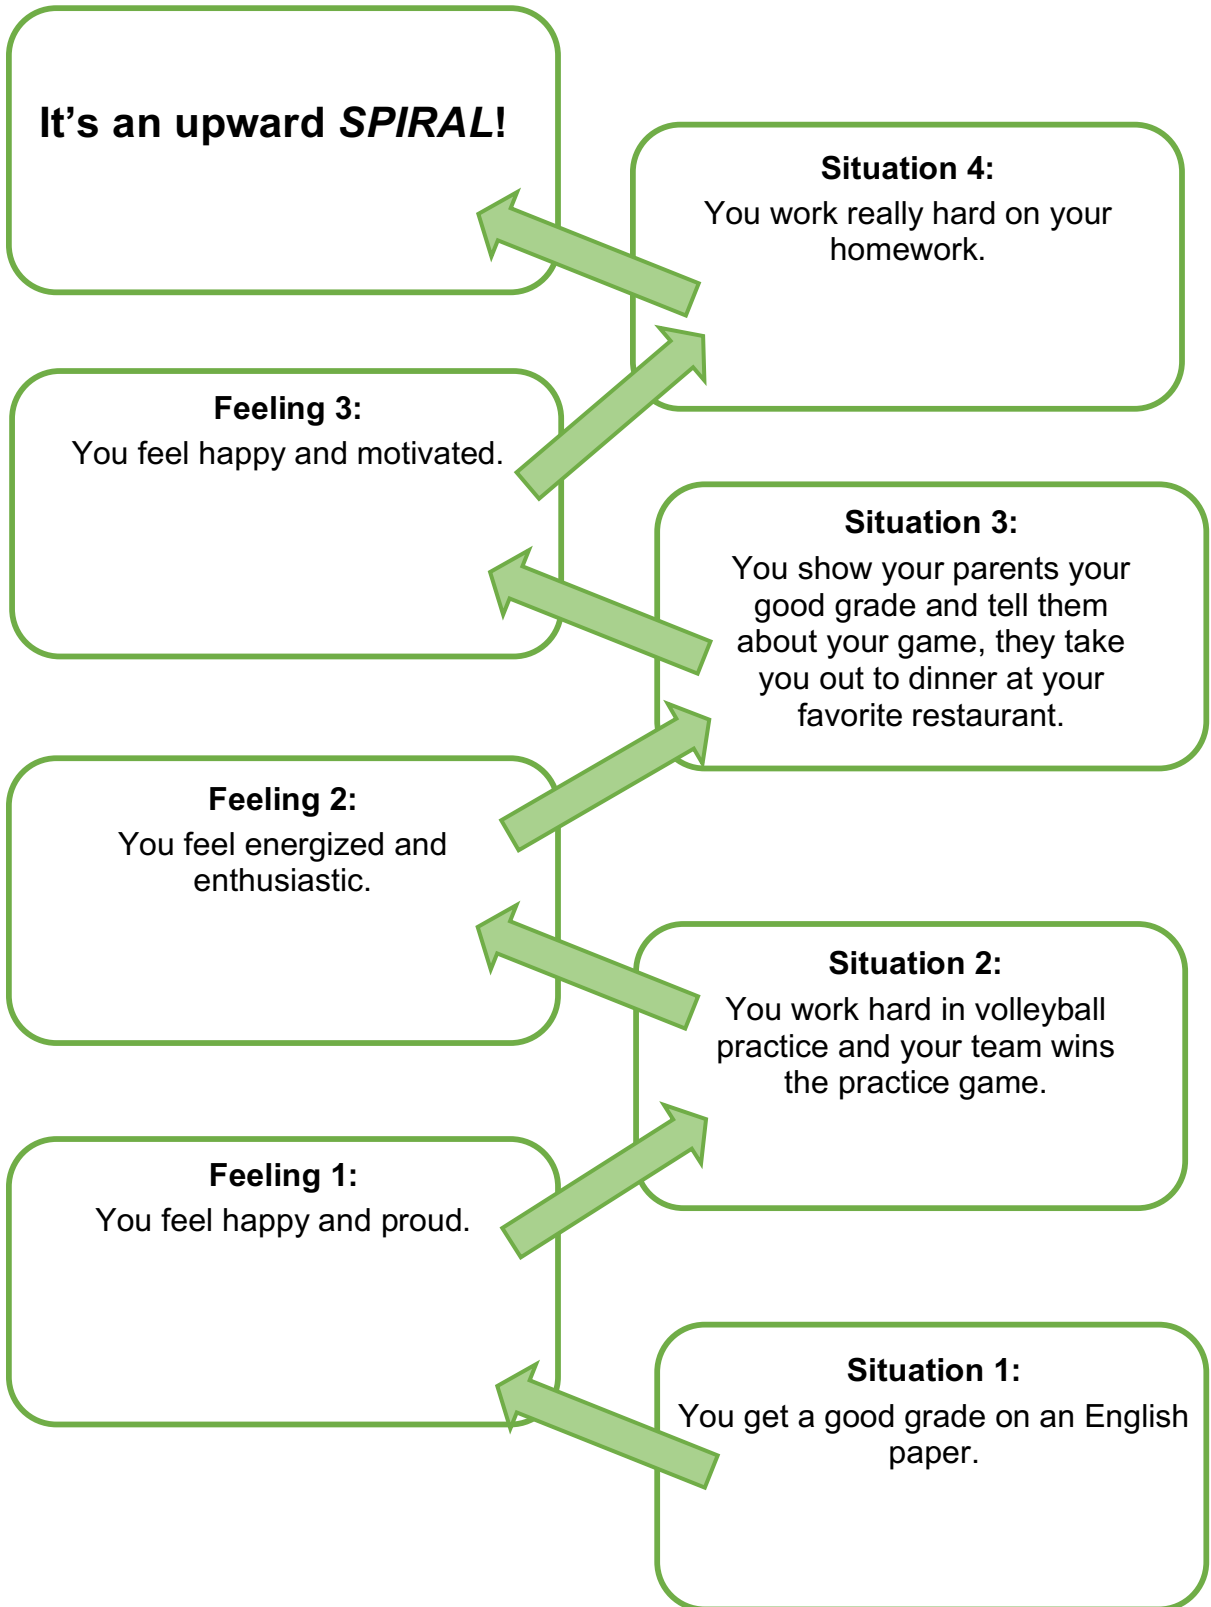 It’s an upward SPIRAL!
Situation 4:
You work really hard on your
homework.
Feeling 3:
You feel happy and motivated.
Situation 3:
You show your parents your
good grade and tell them
about your game, they take
you out to dinner at your
favorite restaurant.
Feeling 2:
You feel energized and
enthusiastic.
Situation 2:
You work hard in volleyball
practice and your team wins
the practice game.
Feeling 1:
You feel happy and proud.
Situation 1:
You get a good grade on an English
paper.